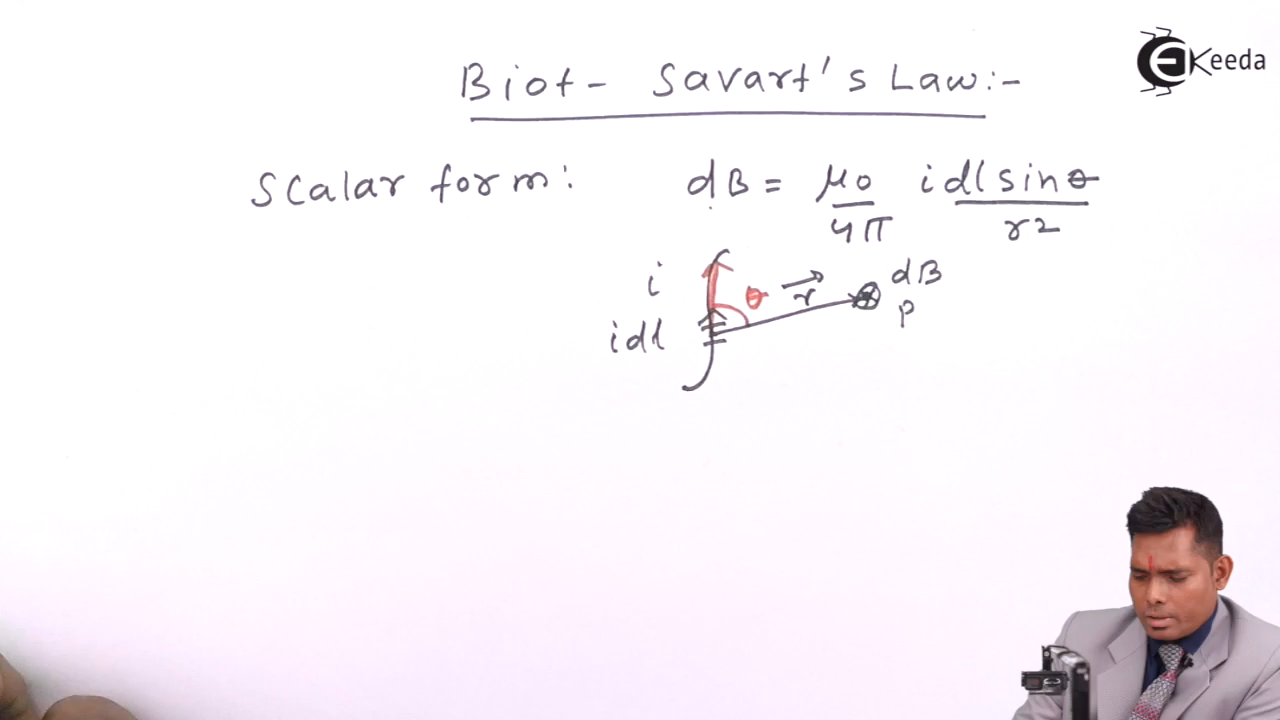 EKeeda
Biot- Savart's Law:-
Scalar form: dB = μ0/4π idl sinθ/r2
i θ r dB
idl P